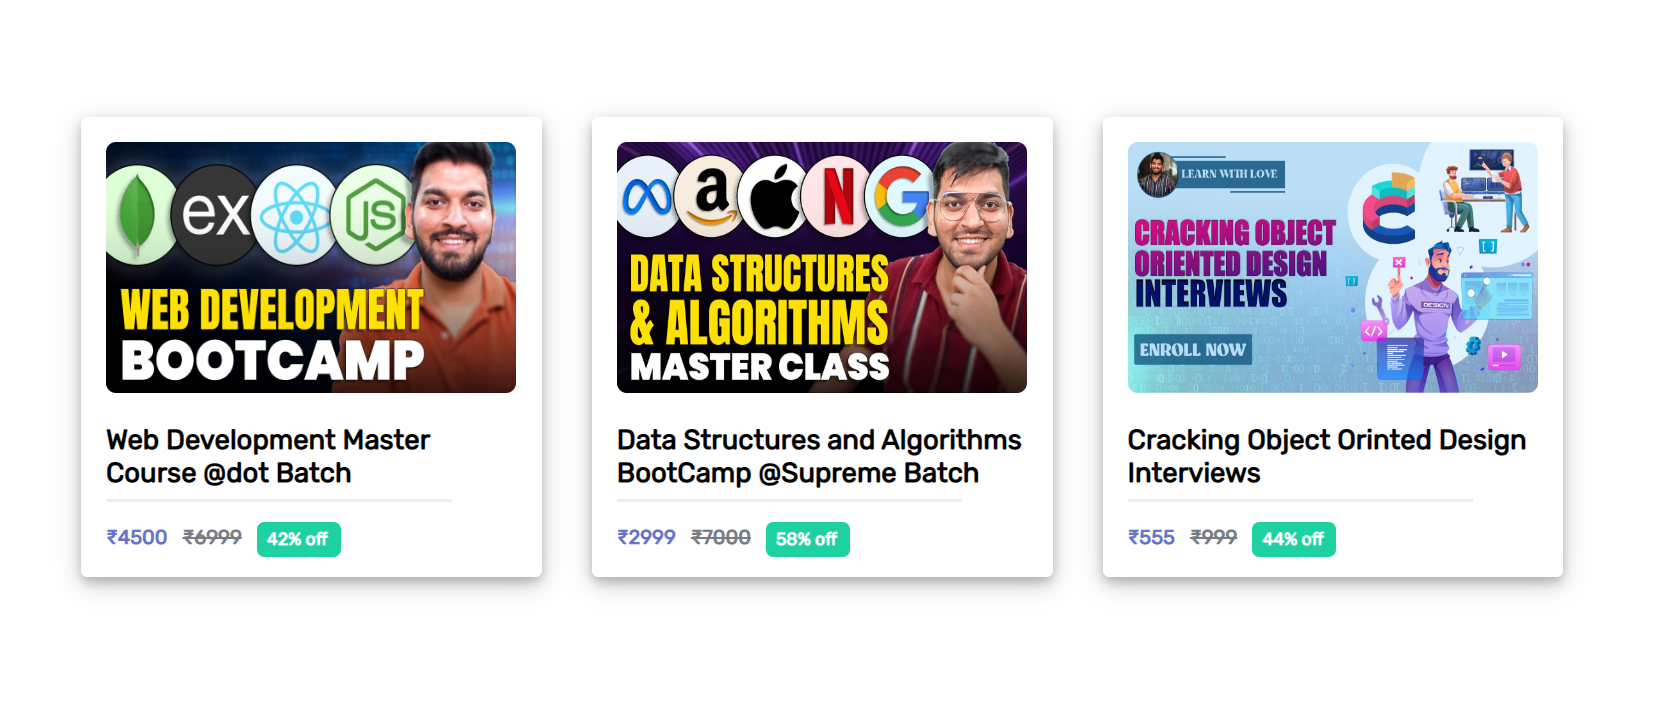 ex
JS
WEB DEVELOPMENT
BOOTCAMP
Web Development Master
Course @dot Batch
₹4500 ₹6999 42% off
a N G
DATA STRUCTURES
& ALGORITHMS
MASTER CLASS
Data Structures and Algorithms
BootCamp @Supreme Batch
₹2999 ₹7000 58% off
LEARN WITH LOVE
CRACKING OBJECT
ORIENTED DESIGN
INTERVIEWS
DESIGN
ENROLL NOW
Cracking Object Orinted Design
Interviews
₹555 ₹999 44% off